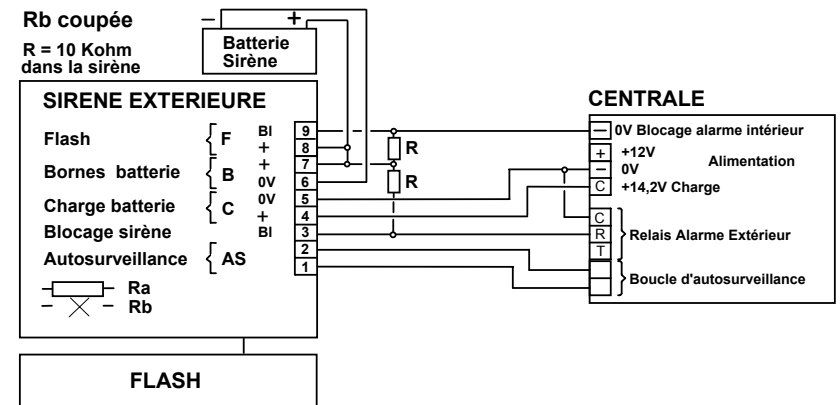 Rb coupée
R = 10 Kohm
dans la sirène
− +
Batterie
Sirène
SIRENE EXTERIEURE
Flash { F Bl 9
+ 8
Bornes batterie { B + 7
0V 6
Charge batterie { C 0V 5
+ 4
Blocage sirène Bl 3
Autosurveillance { AS 2
1
Ra
Rb
FLASH
R
R
CENTRALE
− 0V Blocage alarme intérieur
+ +12V
Alimentation
− 0V
C +14,2V Charge
C
R Relais Alarme Extérieur
T
Boucle d'autosurveillance